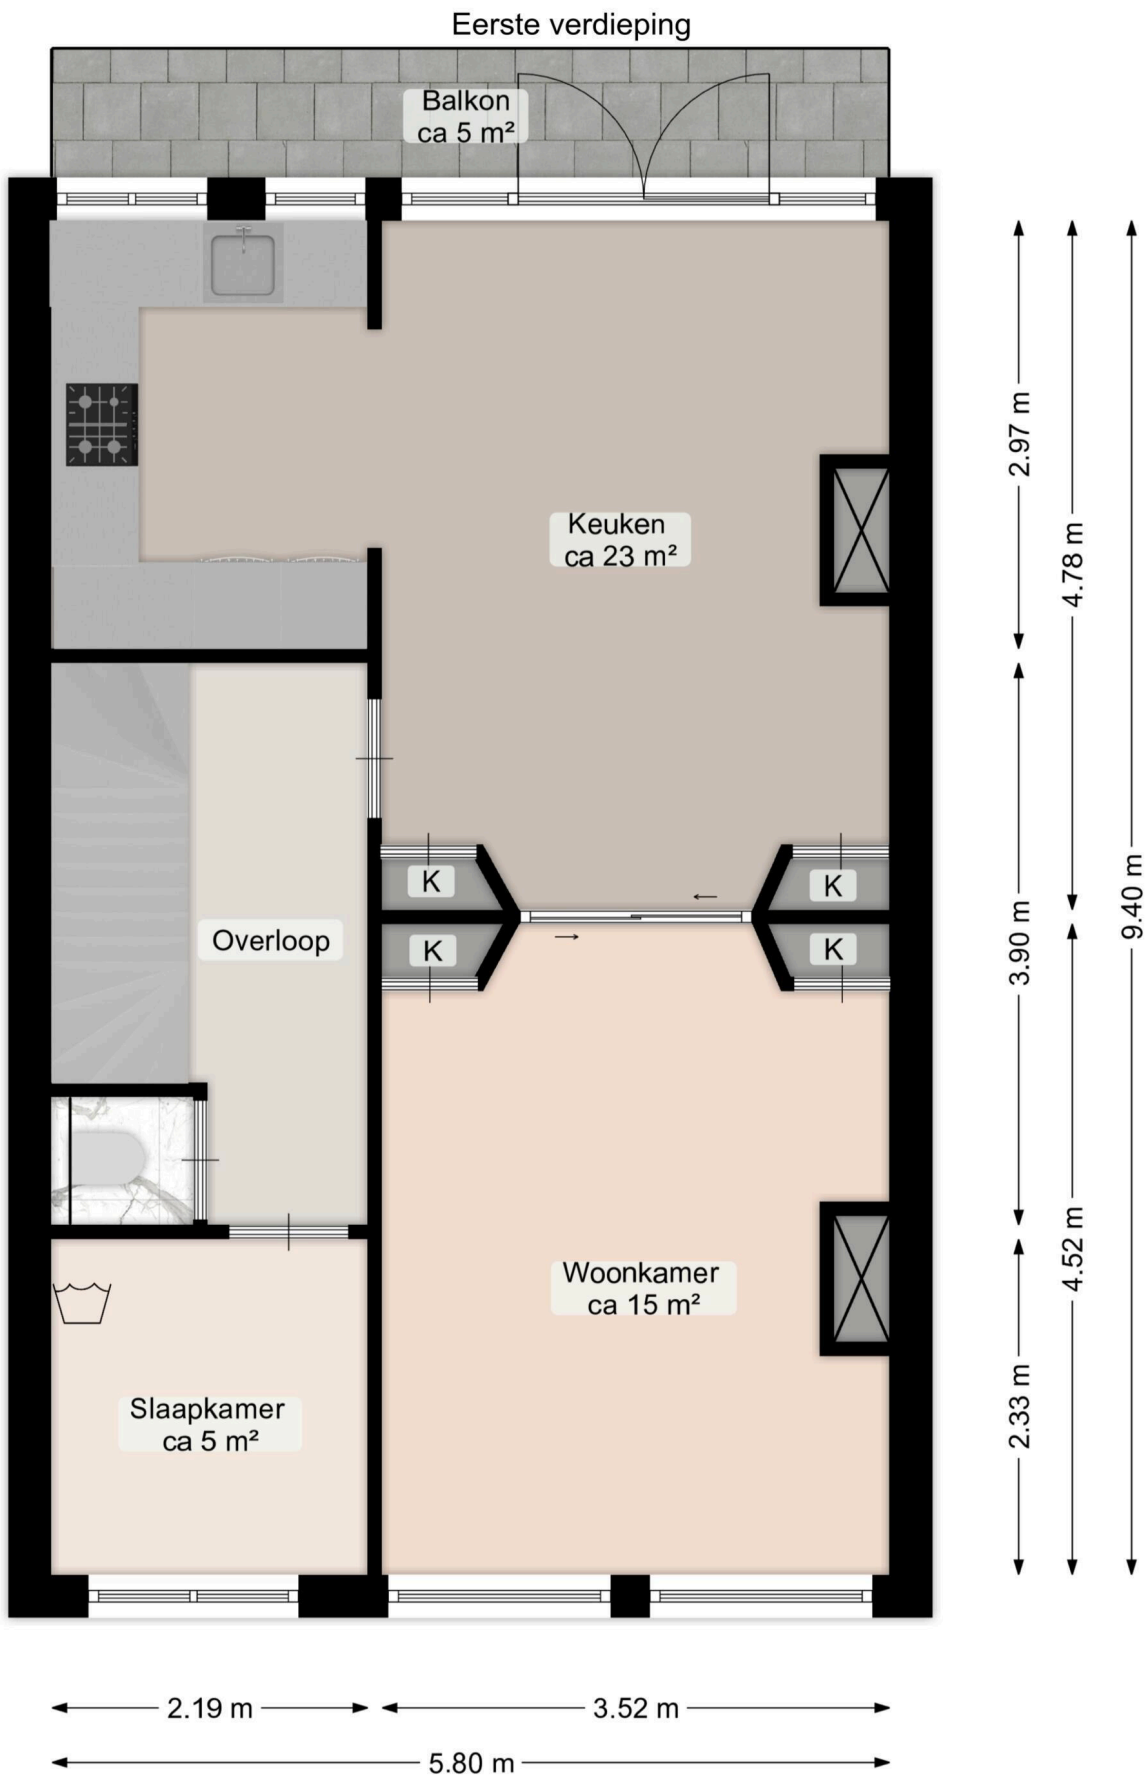 Eerste verdieping
Balkon
ca 5 m²
Keuken
ca 23 m²
K
K
K
K
Overloop
Woonkamer
ca 15 m²
Slaapkamer
ca 5 m²
2.97 m
4.78 m
9.40 m
3.90 m
4.52 m
2.33 m
2.19 m
3.52 m
5.80 m